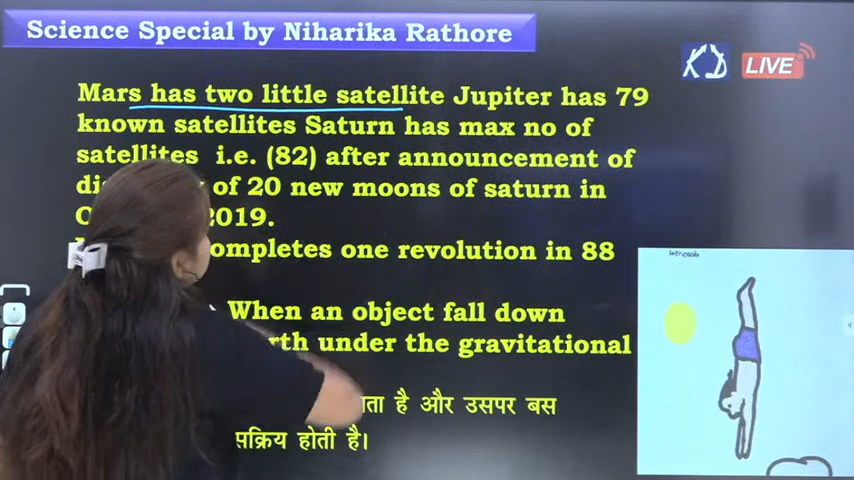 Science Special by Niharika Rathore
KD LIVE
Mars has two little satellite Jupiter has 79
known satellites Saturn has max no of
satellites i.e. (82) after announcement of
of 20 new moons of saturn in
2019.
ompletes one revolution in 88
When an object fall down
rth under the gravitational
ता है और उसपर बस
सक्रिय होती है।